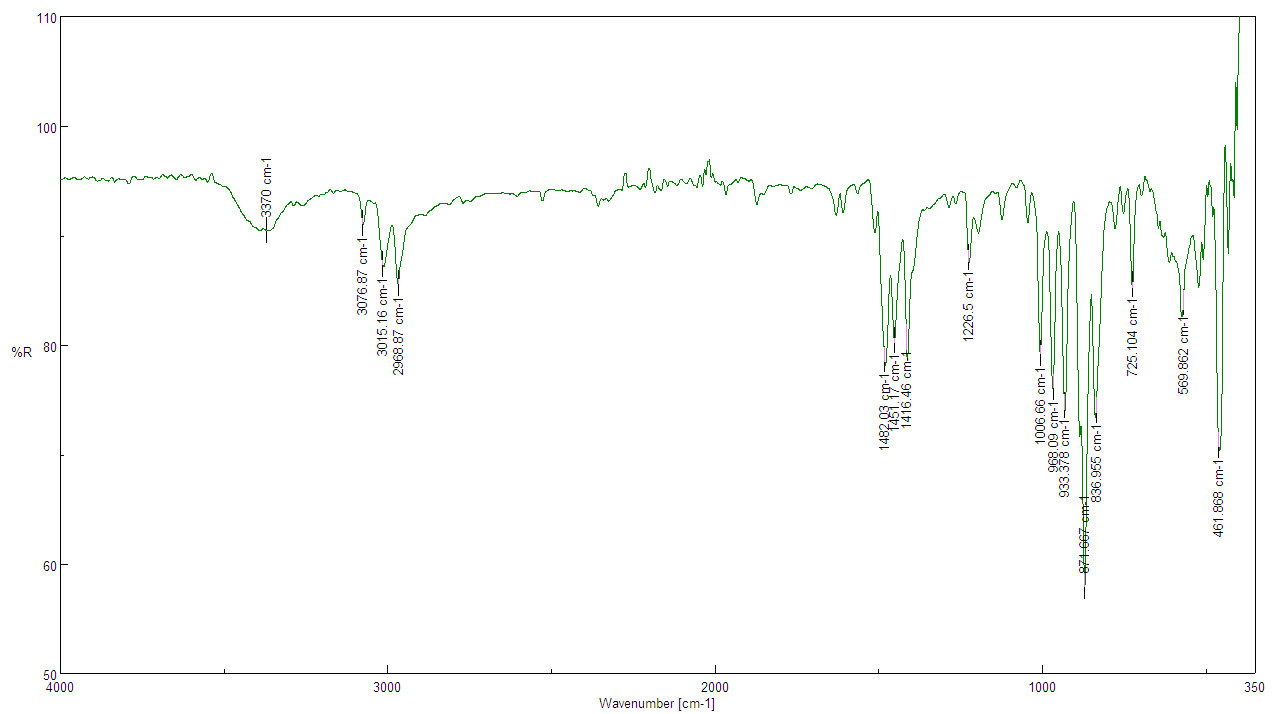 110
100
80
60
50
%R
3370 cm-1
3076.87 cm-1
3015.16 cm-1
2968.87 cm-1
1482.03 cm-1
1451.17 cm-1
1416.46 cm-1
1226.5 cm-1
1006.66 cm-1
968.09 cm-1
933.378 cm-1
871.667 cm-1
836.955 cm-1
725.104 cm-1
569.862 cm-1
461.868 cm-1
4000 3000 2000 1000 350
Wavenumber [cm-1]